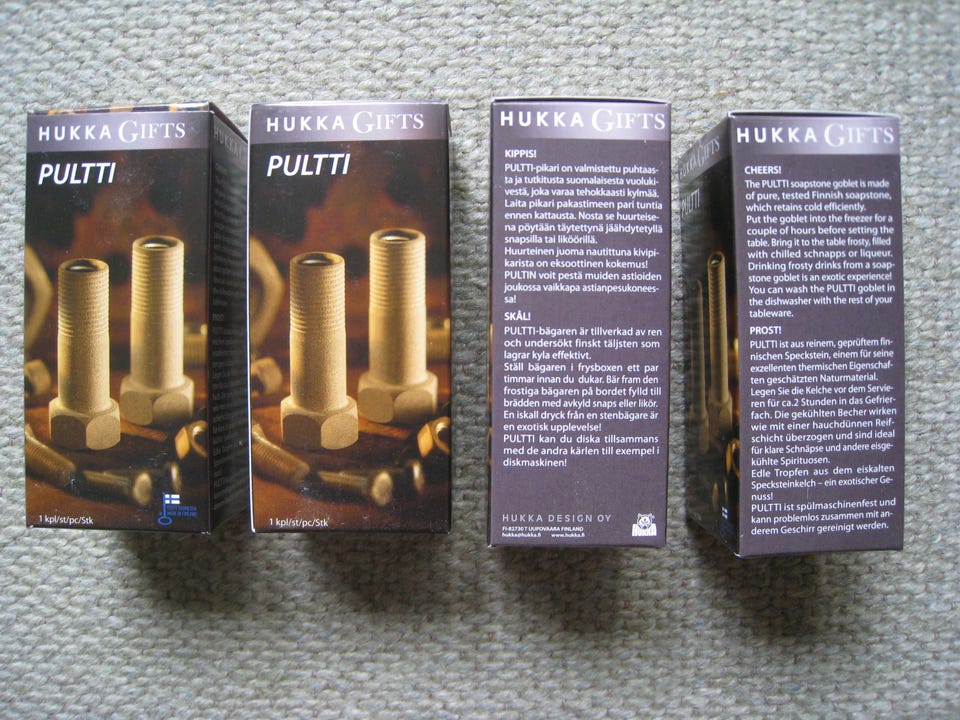 HUKKA GIFTS
PULTTI
1 kpl/st/pc/Stk
HUKKA GIFTS
PULTTI
1 kpl/st/pc/Stk
HUKKA GIFTS
KIPPIS!
PULTTI-pikari on valmistettu puhtaas-
ta ja tutkitusta suomalaisesta vuoluki-
vestä, joka varaa tehokkaasti kylmää.
Laita pikari pakastimeen pari tuntia
ennen kattausta. Nosta se huurteise-
na pöytään täytettynä jäähdytetyllä
snapsilla tai liköörillä.
Huurteinen juoma nautittuna kivipi-
karista on eksoottinen kokemus!
PULTIN voit pestä muiden astioiden
joukossa vaikkapa astianpesukonees-
sa!
SKÅL!
PULTTI-bägaren är tillverkad av ren
och undersökt finskt täljsten som
lagrar kyla effektivt.
Ställ bägaren i frysboxen ett par
timmar innan du dukar. Bär fram den
frostiga bägaren på bordet fylld till
brädden med avkyld snaps eller likör.
En iskall dryck från en stenbägare är
en exotisk upplevelse!
PULTTI kan du diska tillsammans
med de andra kärlen till exempel i
diskmaskinen!
HUKKA DESIGN OY
FI-82730 TUUPOVAARA FINLAND
hukka@hukka.fi www.hukka.fi
HUKKA
HUKKA GIFTS
CHEERS!
The PULTTI soapstone goblet is made
of pure, tested Finnish soapstone,
which retains cold efficiently.
Put the goblet into the freezer for a
couple of hours before setting the
table. Bring it to the table frosty, filled
with chilled schnapps or liqueur.
Drinking frosty drinks from a soap-
stone goblet is an exotic experience!
You can wash the PULTTI goblet in
the dishwasher with the rest of your
tableware.
PROST!
PULTTI ist aus reinem, geprüftem fin-
nischen Speckstein, einem für seine
exzellenten thermischen Eigenschaf-
ten geschätzten Naturmaterial.
Legen Sie die Kelche vor dem Servie-
ren für ca.2 Stunden in das Gefrier-
fach. Die gekühlten Becher wirken
wie mit einer hauchdünnen Reif-
schicht überzogen und sind ideal
für klare Schnäpse und andere eisge-
kühlte Spirituosen.
Edle Tropfen aus dem eiskalten
Specksteinkelch – ein exotischer Ge-
nuss!
PULTTI ist spülmaschinenfest und
kann problemlos zusammen mit an-
derem Geschirr gereinigt werden.